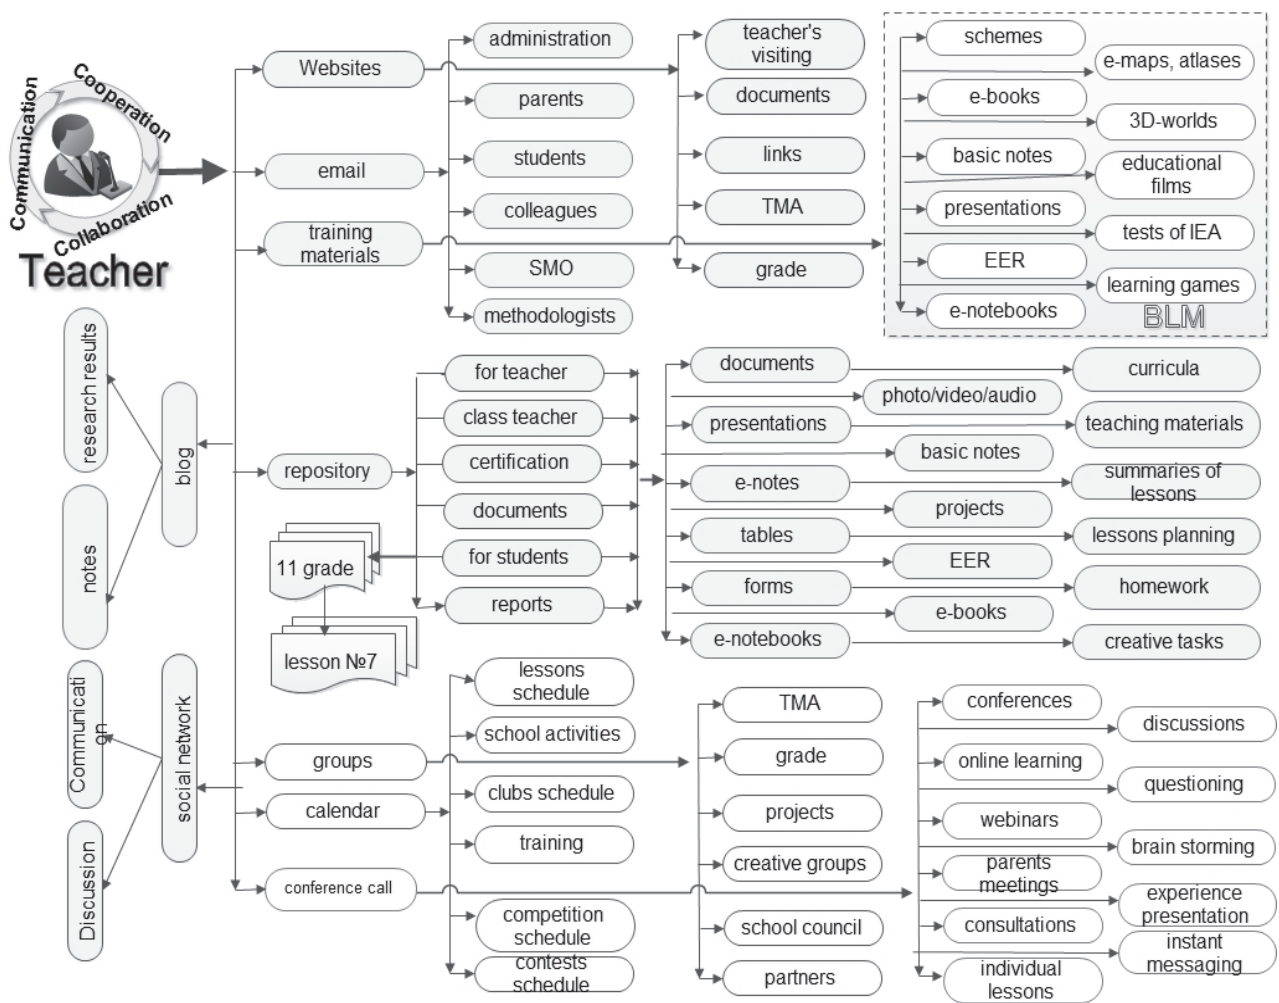 Communication
Cooperation
Collaboration
Teacher
Websites
email
training
materials
administration
parents
students
colleagues
SMO
methodologists
teacher's
visiting
documents
links
TMA
grade
schemes
e-maps, atlases
e-books
3D-worlds
basic notes
educational
films
presentations
tests of IEA
EER
learning games
e-notebooks
BLM
research results
notes
blog
repository
for teacher
class teacher
certification
documents
for students
reports
11 grade
lesson №7
documents
curricula
photo/video/audio
presentations
teaching materials
basic notes
e-notes
summaries of
lessons
projects
tables
lessons planning
EER
forms
homework
e-books
e-notebooks
creative tasks
Communicati
on
Discussion
social network
groups
calendar
conference call
lessons
schedule
school activities
clubs schedule
training
competition
schedule
contests
schedule
TMA
grade
projects
creative groups
school council
partners
conferences
discussions
online learning
questioning
webinars
brain storming
parents
meetings
experience
presentation
consultations
instant
messaging
individual
lessons